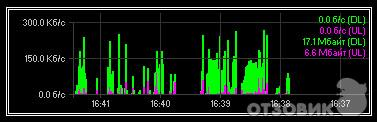 300.0 Кб/с
150.0 Кб/с
0.0 б/с
16:41 16:40 16:39 16:38 16:37
0.0 б/с (DL)
0.0 б/с (UL)
17.1 Мбайт (DL)
6.6 Мбайт (UL)
ОТЗОВИК